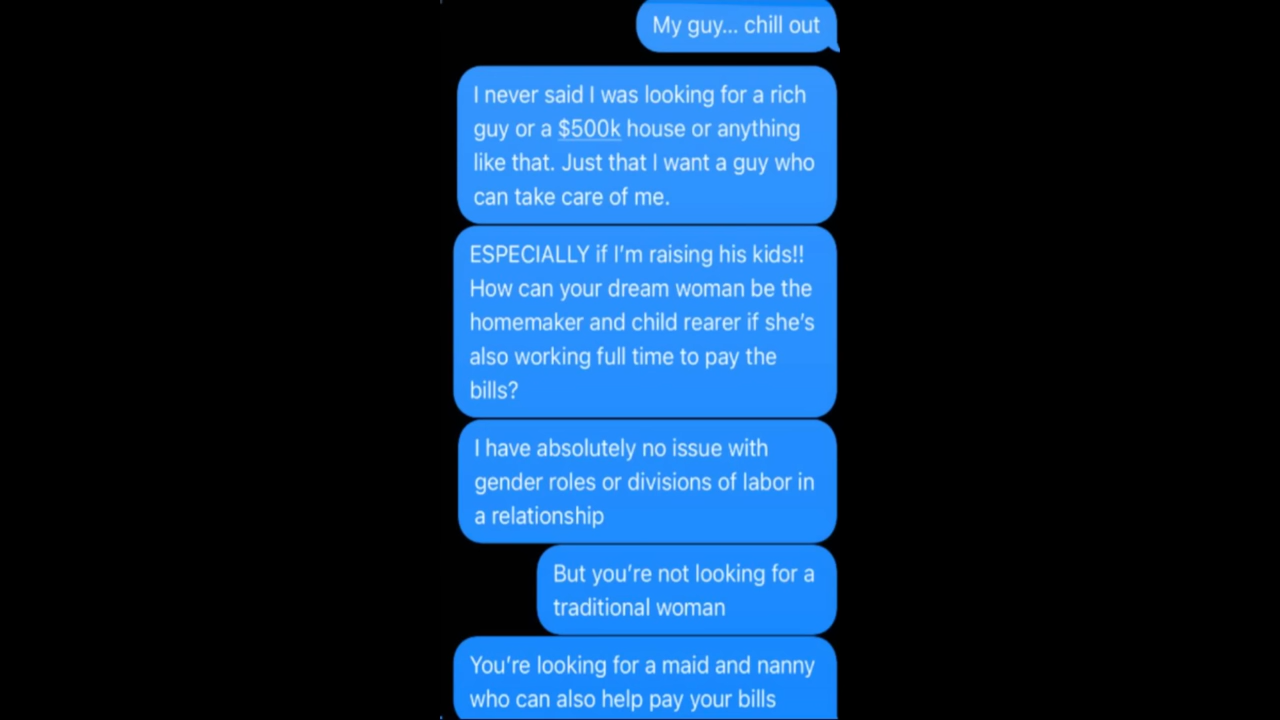 My guy... chill out
I never said I was looking for a rich
guy or a $500k house or anything
like that. Just that I want a guy who
can take care of me.
ESPECIALLY if I'm raising his kids!!
How can your dream woman be the
homemaker and child rearer if she's
also working full time to pay the
bills?
I have absolutely no issue with
gender roles or divisions of labor in
a relationship
But you're not looking for a
traditional woman
You're looking for a maid and nanny
who can also help pay your bills